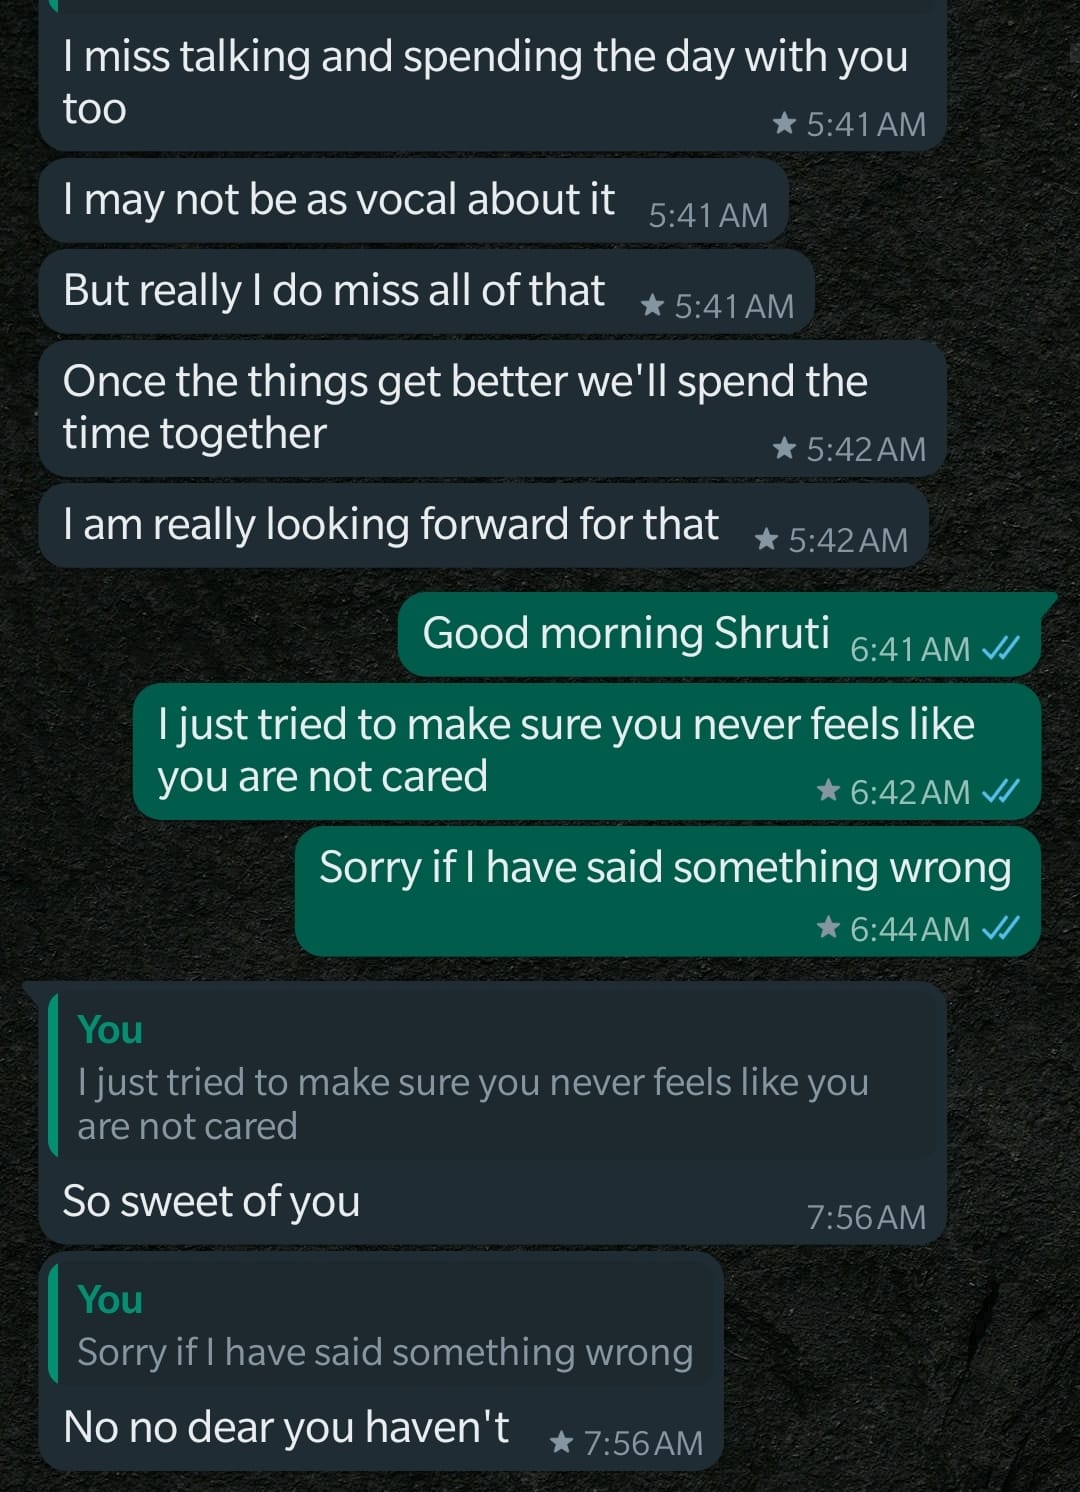 I miss talking and spending the day with you
too
★ 5:41 AM
I may not be as vocal about it 5:41 AM
But really I do miss all of that ★ 5:41 AM
Once the things get better we'll spend the
time together
★ 5:42 AM
I am really looking forward for that ★ 5:42 AM
Good morning Shruti 6:41 AM
I just tried to make sure you never feels like
you are not cared
★ 6:42 AM
Sorry if I have said something wrong
★ 6:44 AM
You
I just tried to make sure you never feels like you
are not cared
So sweet of you
7:56 AM
You
Sorry if I have said something wrong
No no dear you haven't ★ 7:56 AM